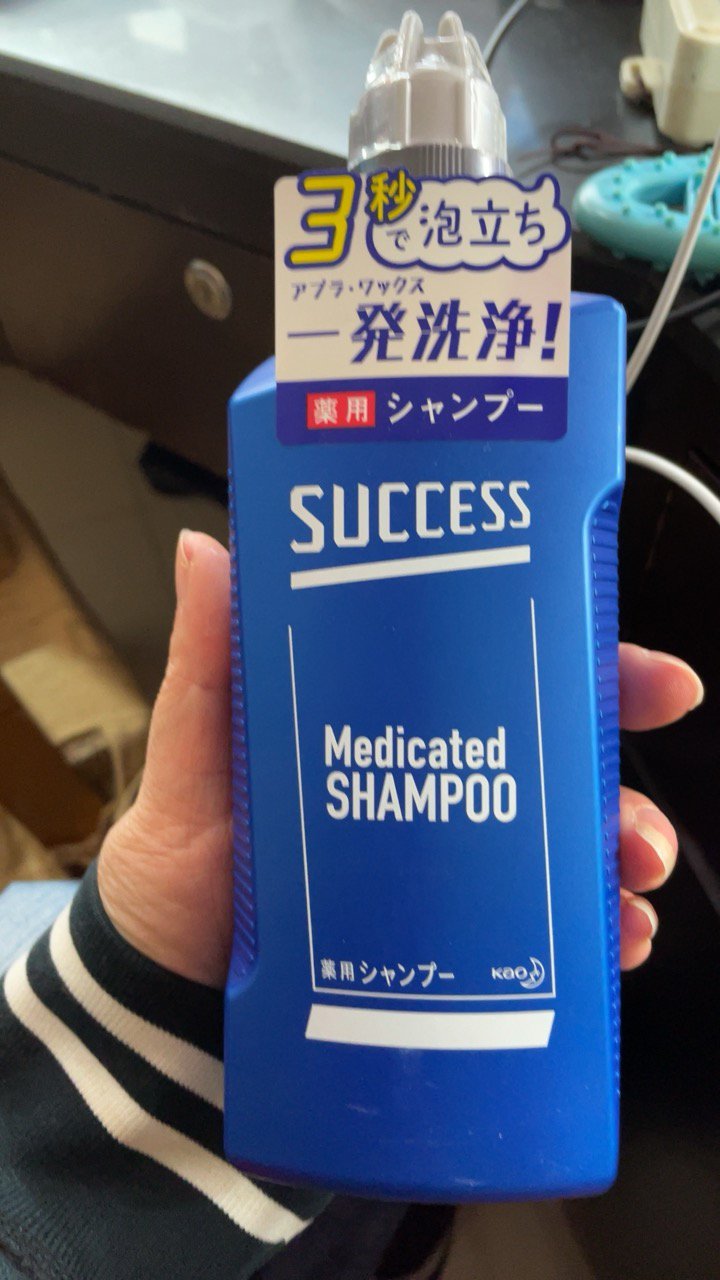 3秒で泡立ち
アブラ・ワックス
一発洗浄!
薬用 シャンプー
SUCCESS
Medicated
SHAMPOO
薬用シャンプー Kao